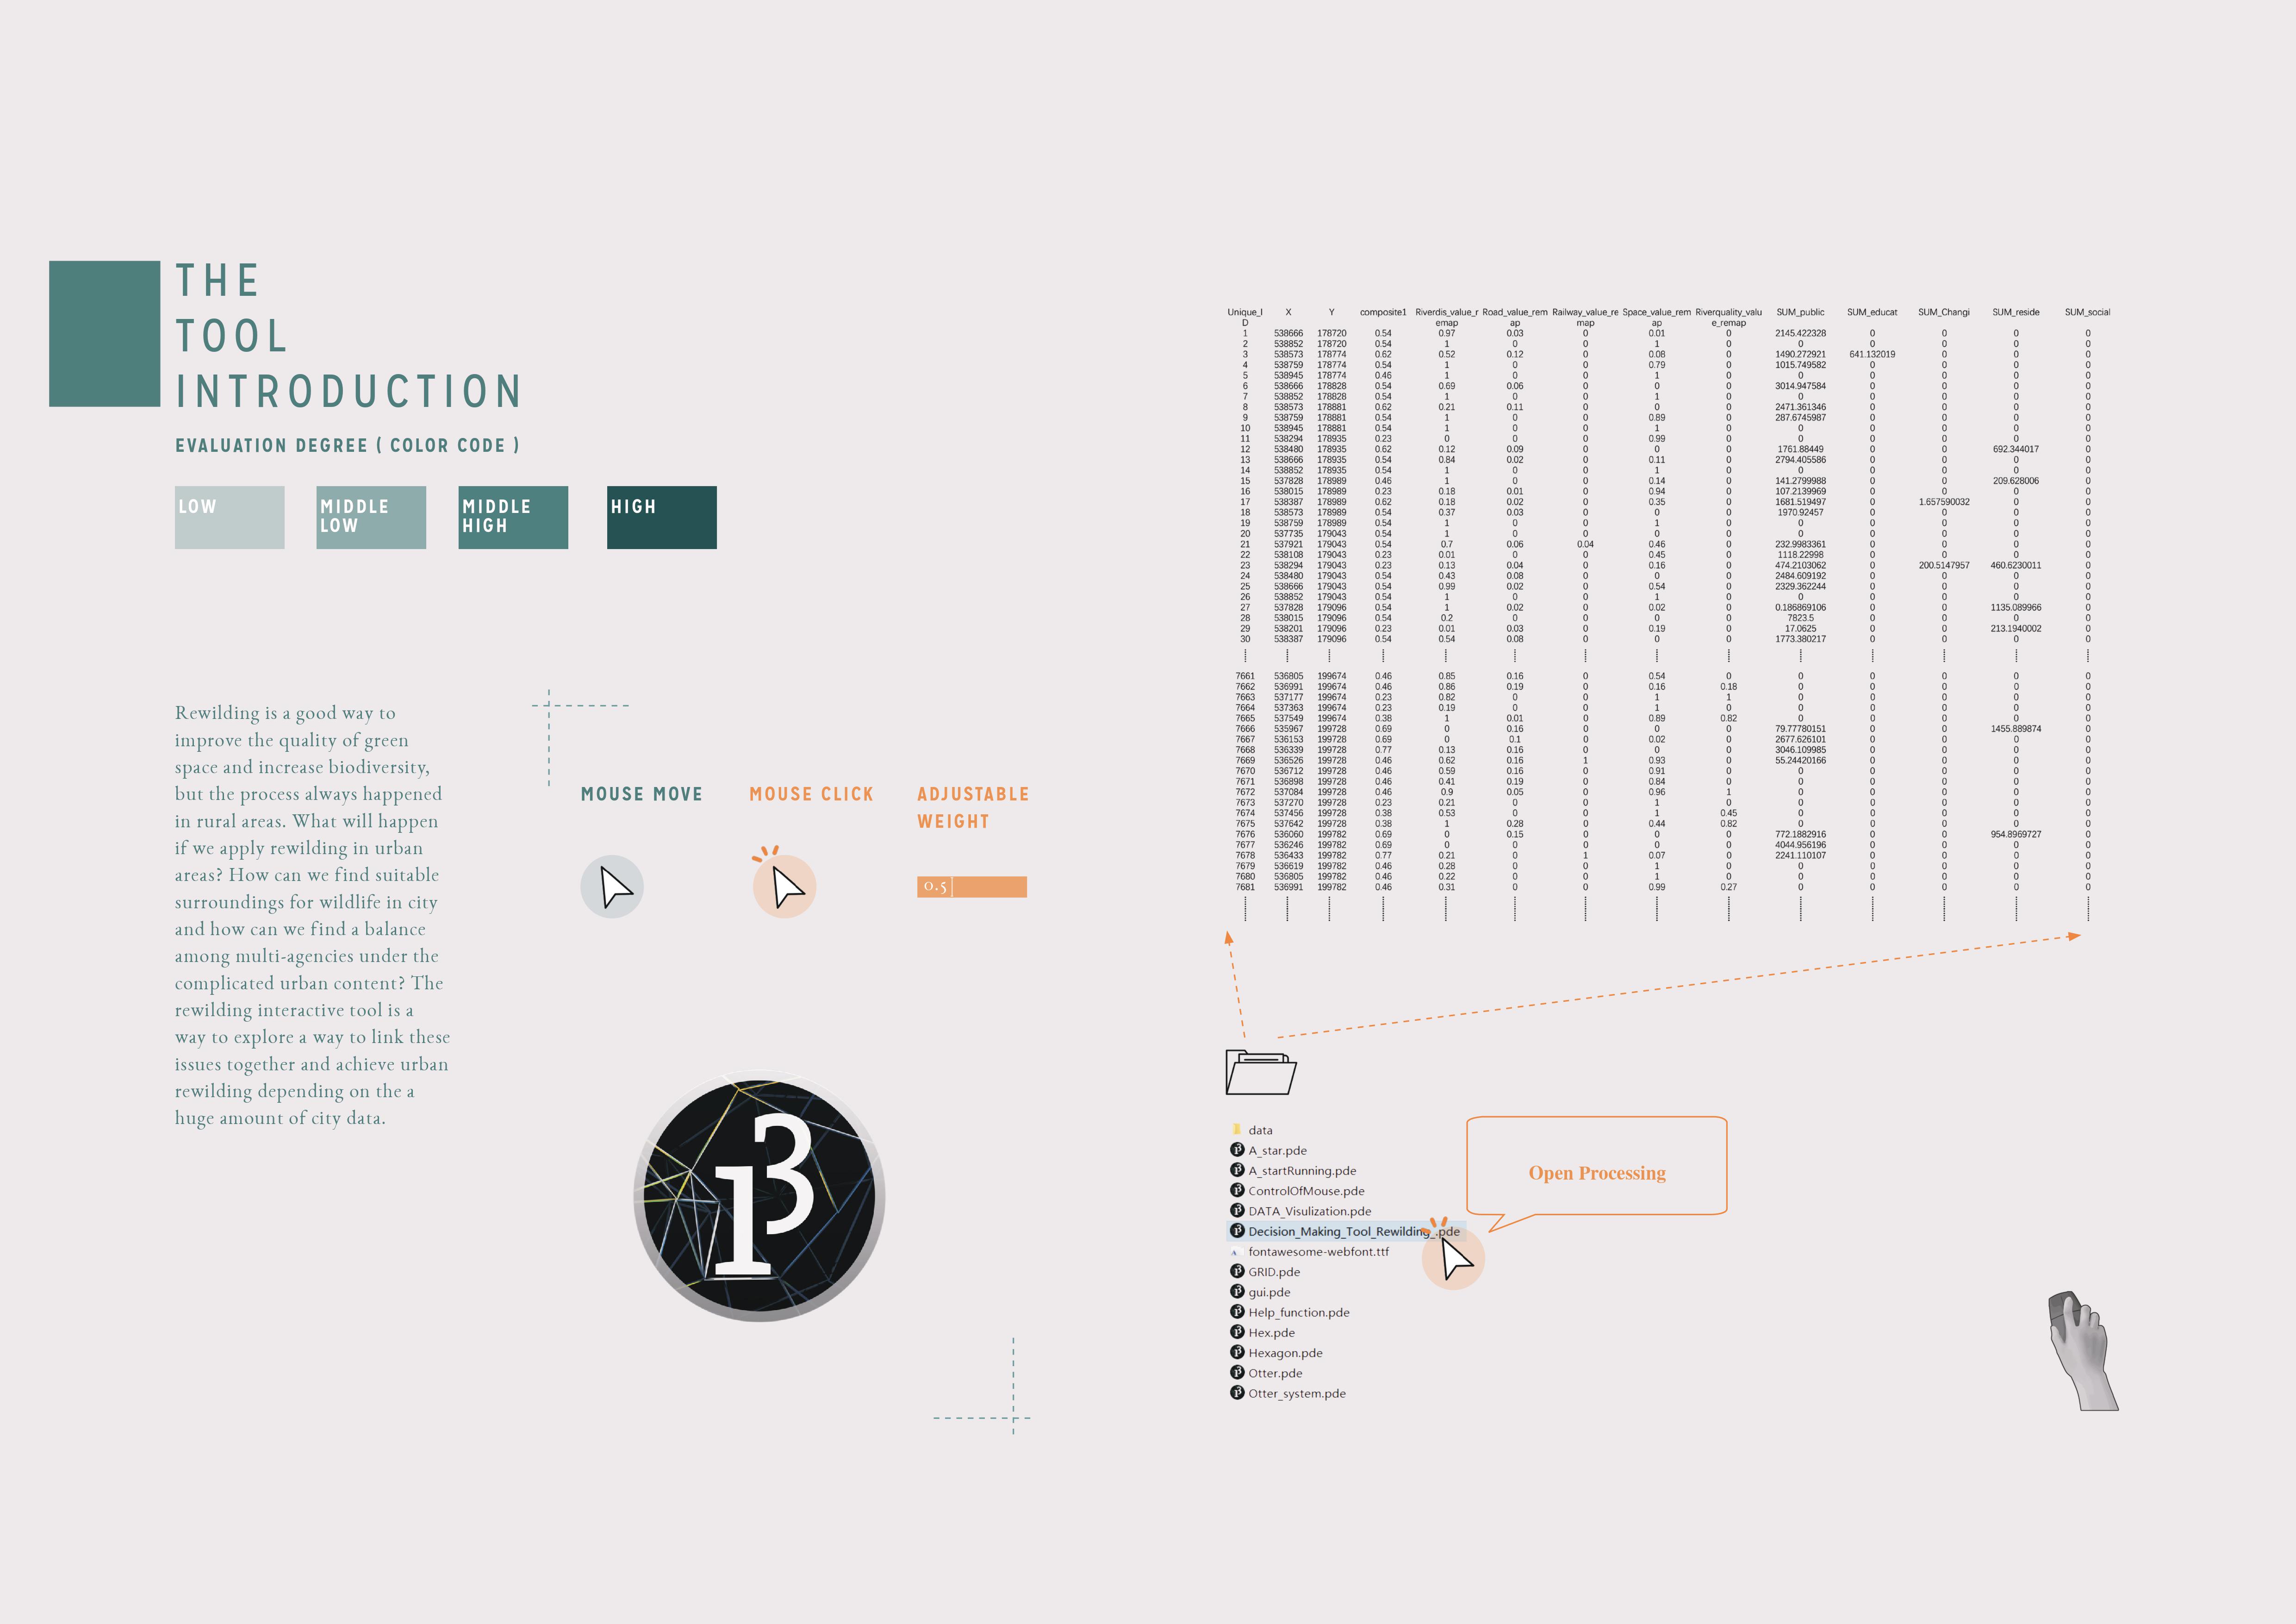 THE
TOOL
INTRODUCTION
EVALUATION DEGREE ( COLOR CODE )
LOW
MIDDLE
LOW
MIDDLE
HIGH
HIGH
Rewilding is a good way to
improve the quality of green
space and increase biodiversity,
but the process always happened
in rural areas. What will happen
if we apply rewilding in urban
areas? How can we find suitable
surroundings for wildlife in city
and how can we find a balance
among multi-agencies under the
complicated urban content? The
rewilding interactive tool is a
way to explore a way to link these
issues together and achieve urban
rewilding depending on the a
huge amount of city data.
MOUSE MOVE
MOUSE CLICK
ADJUSTABLE
WEIGHT
0.5
Unique_I X Y composite1 Riverdis_value_r Road_value_rem Railway_value_re Space_value_rem Riverquality_valu SUM_public SUM_educat SUM_Changi SUM_reside SUM_social
D emap ap map ap e_remap
1 538666 178720 0.54 0.97 0.03 0 0.01 0 2145.422328 0 0 0 0
2 538852 178720 0.54 1 0 0 1 0 0 0 0 0 0
3 538573 178774 0.62 0.52 0.12 0 0.08 0 1490.272921 641.132019 0 0 0
4 538759 178774 0.54 1 0 0 0.79 0 1015.749582 0 0 0 0
5 538945 178774 0.46 1 0 0 1 0 0 0 0 0 0
6 538666 178828 0.54 0.69 0.06 0 0 0 3014.947584 0 0 0 0
7 538852 178828 0.54 1 0 0 1 0 0 0 0 0 0
8 538573 178881 0.62 0.21 0.11 0 0 0 2471.361346 0 0 0 0
9 538759 178881 0.54 1 0 0 0.89 0 287.6745987 0 0 0 0
10 538945 178881 0.54 1 0 0 1 0 0 0 0 0 0
11 538294 178935 0.23 0 0 0 0.99 0 0 0 0 0 0
12 538480 178935 0.62 0.12 0.09 0 0 0 1761.88449 0 0 692.344017 0
13 538666 178935 0.54 0.84 0.02 0 0.11 0 2794.405586 0 0 0 0
14 538852 178935 0.54 1 0 0 1 0 0 0 0 0 0
15 537828 178989 0.46 1 0 0 0.14 0 141.2799988 0 0 209.628006 0
16 538015 178989 0.23 0.18 0.01 0 0.94 0 107.2139969 0 0 0 0
17 538387 178989 0.62 0.18 0.02 0 0.35 0 1681.519497 0 1.657590032 0 0
18 538573 178989 0.54 0.37 0.03 0 0 0 1970.92457 0 0 0 0
19 538759 178989 0.54 1 0 0 1 0 0 0 0 0 0
20 537735 179043 0.54 1 0 0 0 0 0 0 0 0 0
21 537921 179043 0.54 0.7 0.06 0.04 0.46 0 232.9983361 0 0 0 0
22 538108 179043 0.23 0.01 0 0 0.45 0 1118.22998 0 0 0 0
23 538294 179043 0.23 0.13 0.04 0 0.16 0 474.2103062 0 200.5147957 460.6230011 0
24 538480 179043 0.54 0.43 0.08 0 0 0 2484.609192 0 0 0 0
25 538666 179043 0.54 0.99 0.02 0 0.54 0 2329.362244 0 0 0 0
26 538852 179043 0.54 1 0 0 1 0 0 0 0 0 0
27 537828 179096 0.54 1 0.02 0 0.02 0 0.186869106 0 0 1135.089966 0
28 538015 179096 0.54 0.2 0 0 0 0 7823.5 0 0 0 0
29 538201 179096 0.23 0.01 0.03 0 0.19 0 17.0625 0 0 213.1940002 0
30 538387 179096 0.54 0.54 0.08 0 0 0 1773.380217 0 0 0 0
7661 536805 199674 0.46 0.85 0.16 0 0.54 0 0 0 0 0 0
7662 536991 199674 0.46 0.86 0.19 0 0.16 0.18 0 0 0 0 0
7663 537177 199674 0.23 0.82 0 0 1 1 0 0 0 0 0
7664 537363 199674 0.23 0.19 0 0 1 0 0 0 0 0 0
7665 537549 199674 0.38 1 0.01 0 0.89 0.82 0 0 0 0 0
7666 535967 199728 0.69 0 0.16 0 0 0 79.77780151 0 0 1455.889874 0
7667 536153 199728 0.69 0 0.1 0 0.02 0 2677.626101 0 0 0 0
7668 536339 199728 0.77 0.13 0.16 0 0 0 3046.109985 0 0 0 0
7669 536526 199728 0.46 0.62 0.16 1 0.93 0 55.24420166 0 0 0 0
7670 536712 199728 0.46 0.59 0.16 0 0.91 0 0 0 0 0 0
7671 536898 199728 0.46 0.41 0.19 0 0.84 0 0 0 0 0 0
7672 537084 199728 0.46 0.9 0.05 0 0.96 1 0 0 0 0 0
7673 537270 199728 0.23 0.21 0 0 1 0 0 0 0 0 0
7674 537456 199728 0.38 0.53 0 0 1 0.45 0 0 0 0 0
7675 537642 199728 0.38 1 0.28 0 0.44 0.82 0 0 0 0 0
7676 536060 199782 0.69 0 0.15 0 0 0 772.1882916 0 0 954.8969727 0
7677 536246 199782 0.69 0 0 0 0 0 4044.956196 0 0 0 0
7678 536433 199782 0.77 0.21 0 1 0.07 0 2241.110107 0 0 0 0
7679 536619 199782 0.46 0.28 0 0 1 0 0 0 0 0 0
7680 536805 199782 0.46 0.22 0 0 1 0 0 0 0 0 0
7681 536991 199782 0.46 0.31 0 0 0.99 0.27 0 0 0 0 0
data
A_star.pde
A_startRunning.pde
ControlOfMouse.pde
DATA_Visulization.pde
Decision_Making_Tool_Rewilding_.pde
fontawesome-webfont.ttf
GRID.pde
gui.pde
Help_function.pde
Hex.pde
Hexagon.pde
Otter.pde
Otter_system.pde
Open Processing